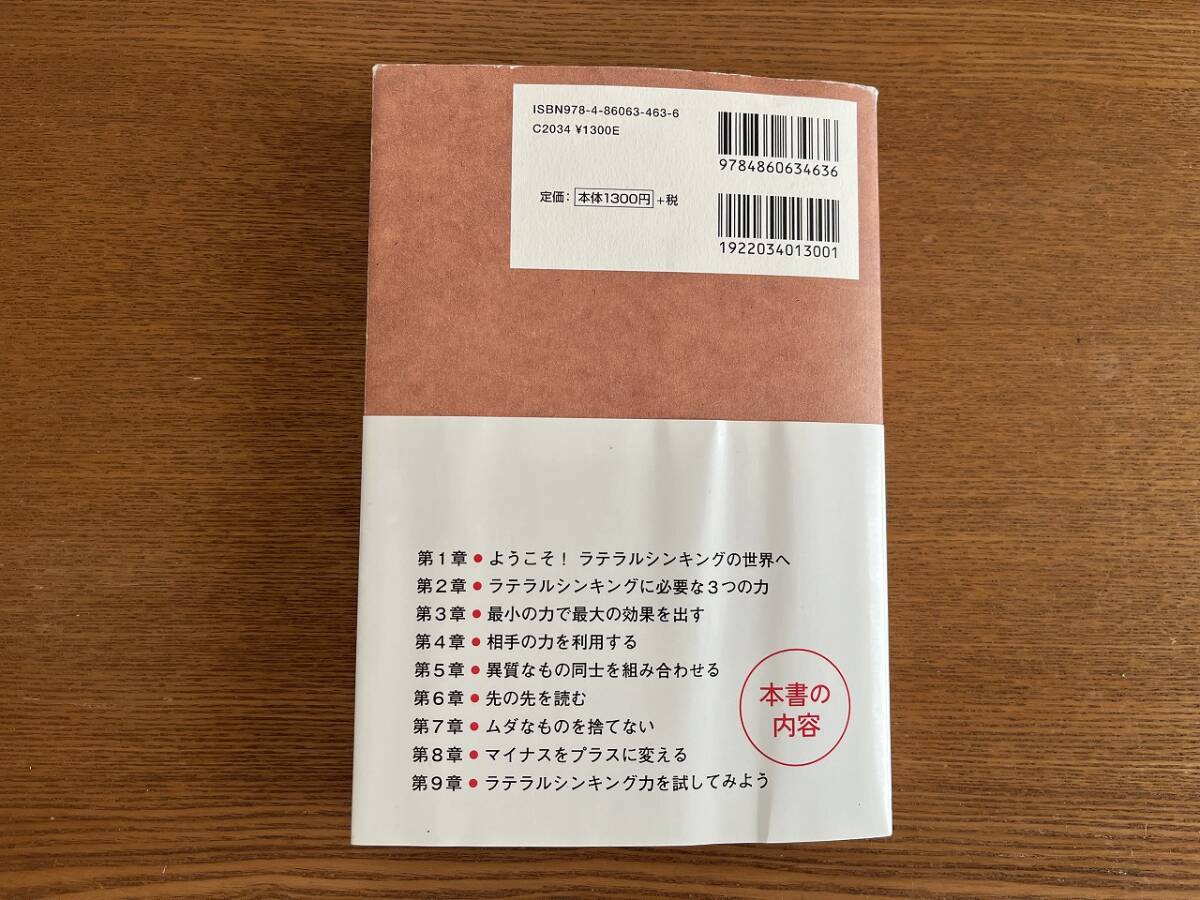 ISBN978-4-86063-463-6
C2034 ¥1300E
9784860634636
定価: 本体1300円 +税
1922034013001
第1章 ● ようこそ！ ラテラルシンキングの世界へ
第2章 ● ラテラルシンキングに必要な3つの力
第3章 ● 最小の力で最大の効果を出す
第4章 ● 相手の力を利用する
第5章 ● 異質なもの同士を組み合わせる
第6章 ● 先の先を読む
第7章 ● ムダなものを捨てない
第8章 ● マイナスをプラスに変える
第9章 ● ラテラルシンキング力を試してみよう
本書の
内容